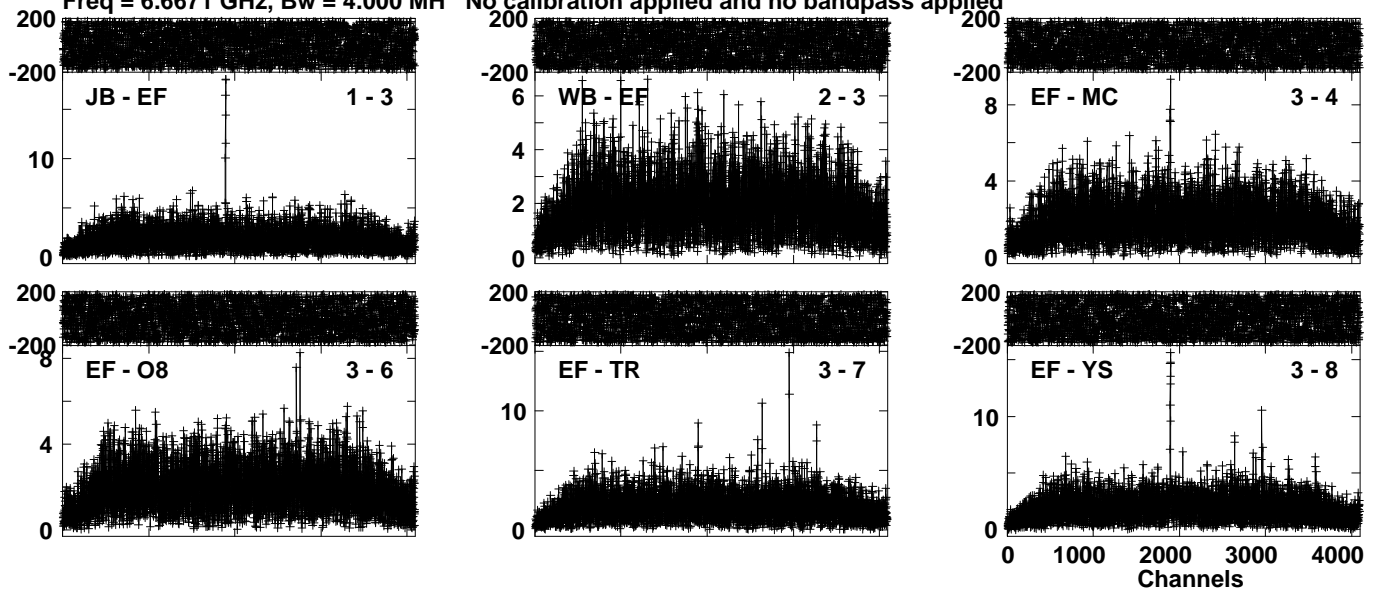 Freq = 6.6671 GHz, Bw = 4.000 MH No calibration applied and no bandpass applied
200 200 200
-200 -200 -200
JB - EF 1 - 3 WB - EF 2 - 3 EF - MC 3 - 4
10 6 8
4 4
2
0 0 0
200 200 200
-200 -200 -200
8
EF - O8 3 - 6 EF - TR 3 - 7 EF - YS 3 - 8
4 10 10
0 0 0
0 1000 2000 3000 4000
Channels